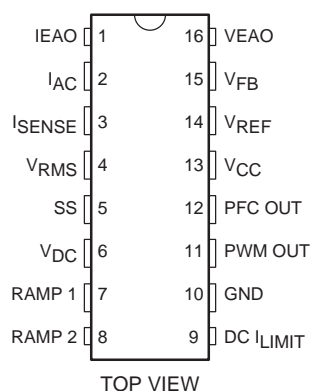 IEAO 1 16 VEAO
IAC 2 15 VFB
ISENSE 3 14 VREF
VRMS 4 13 VCC
SS 5 12 PFC OUT
VDC 6 11 PWM OUT
RAMP 1 7 10 GND
RAMP 2 8 9 DC ILIMIT
TOP VIEW